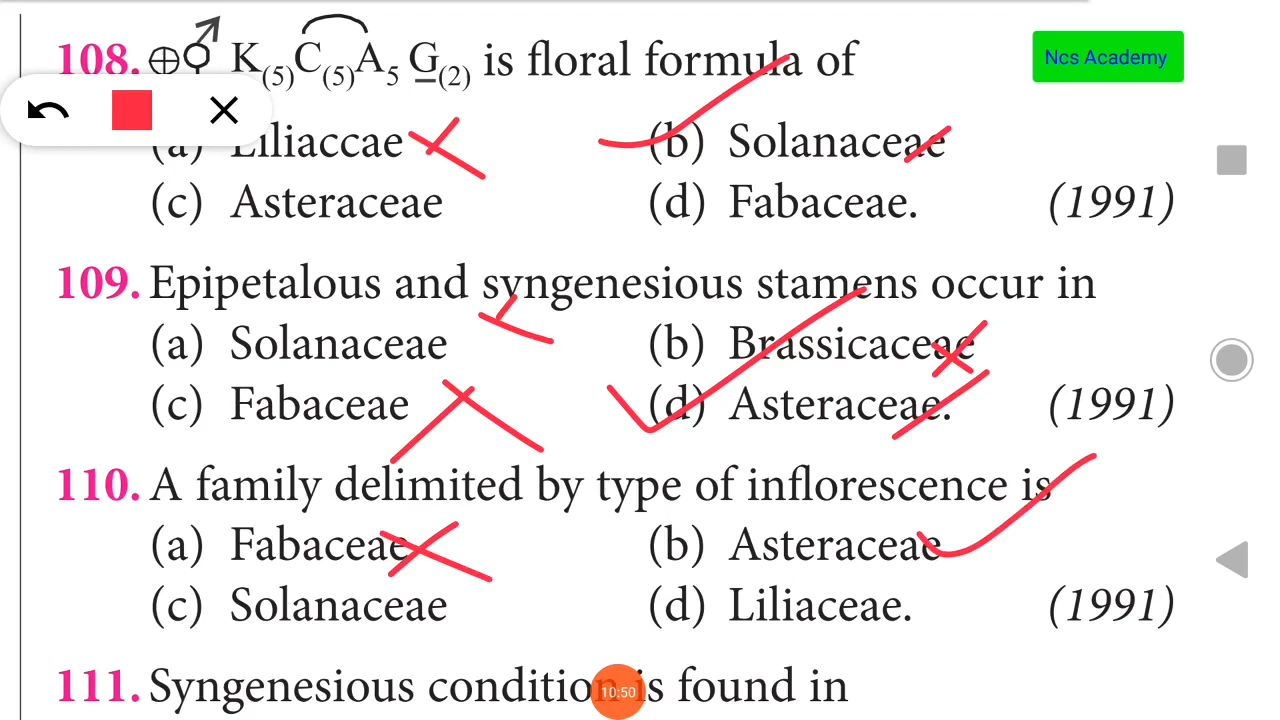 108. ⊕⚥ K(5)C(5)A5 G(2) is floral formula of
Ncs Academy
(a) Liliaccae (b) Solanaceae
(c) Asteraceae (d) Fabaceae. (1991)
109. Epipetalous and syngenesious stamens occur in
(a) Solanaceae (b) Brassicaceae
(c) Fabaceae (d) Asteraceae. (1991)
110. A family delimited by type of inflorescence is
(a) Fabaceae (b) Asteraceae
(c) Solanaceae (d) Liliaceae. (1991)
111. Syngenesious condition is found in
10:50